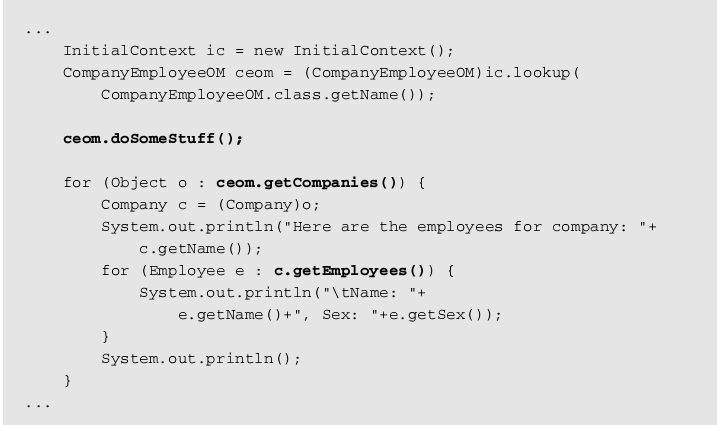 ...
InitialContext ic = new InitialContext();
CompanyEmployeeOM ceom = (CompanyEmployeeOM)ic.lookup(
CompanyEmployeeOM.class.getName());
ceom.doSomeStuff();
for (Object o : ceom.getCompanies()) {
Company c = (Company)o;
System.out.println("Here are the employees for company: "+
c.getName());
for (Employee e : c.getEmployees()) {
System.out.println("\tName: "+
e.getName()+", Sex: "+e.getSex());
}
System.out.println();
}
...